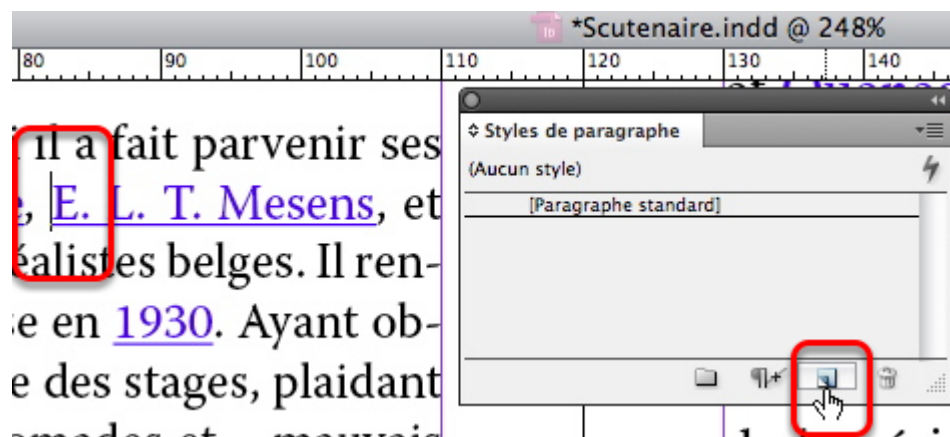 *Scutenaire.indd @ 248%
80 90 100 110 120 130 140
il a fait parvenir ses
, E. L. T. Mesens, et
éalistes belges. Il ren-
se en 1930. Ayant ob-
e des stages, plaidant
Styles de paragraphe
(Aucun style)
[Paragraphe standard]